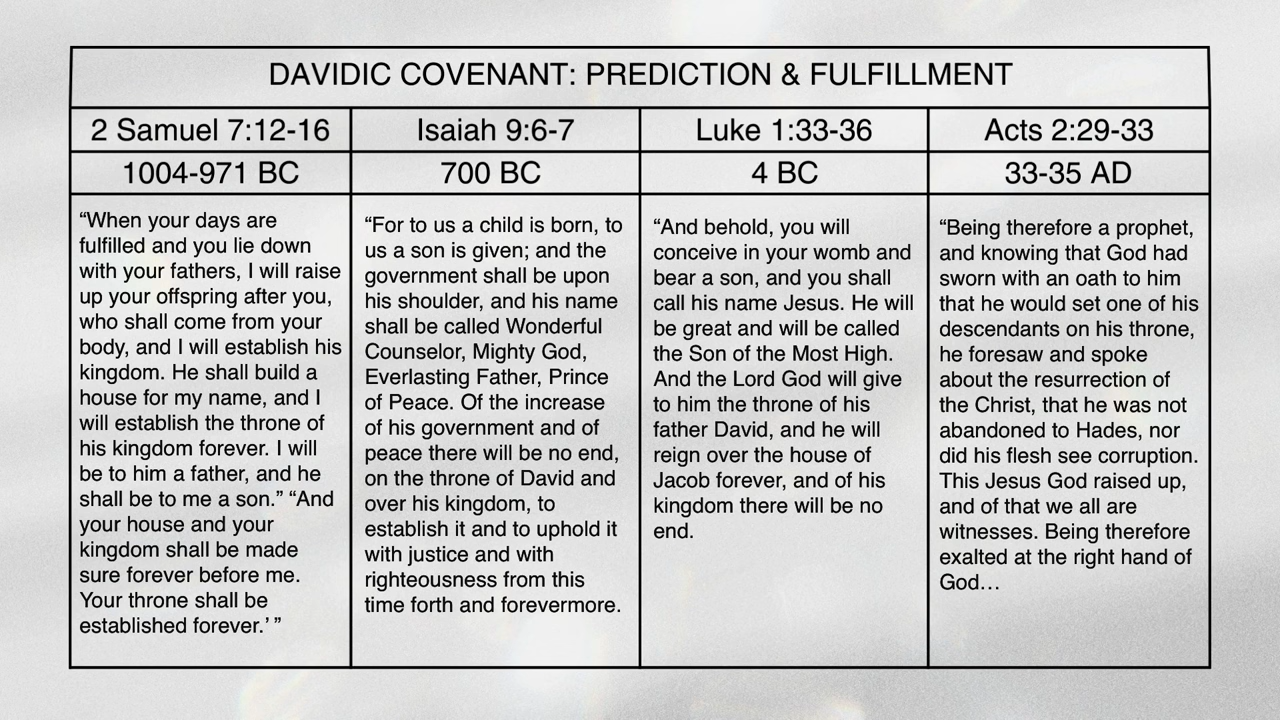 DAVIDIC COVENANT: PREDICTION & FULFILLMENT
2 Samuel 7:12-16
Isaiah 9:6-7
Luke 1:33-36
Acts 2:29-33
1004-971 BC
700 BC
4 BC
33-35 AD
“When your days are
fulfilled and you lie down
with your fathers, I will raise
up your offspring after you,
who shall come from your
body, and I will establish his
kingdom. He shall build a
house for my name, and I
will establish the throne of
his kingdom forever. I will
be to him a father, and he
shall be to me a son.” “And
your house and your
kingdom shall be made
sure forever before me.
Your throne shall be
established forever.’ ”
“For to us a child is born, to
us a son is given; and the
government shall be upon
his shoulder, and his name
shall be called Wonderful
Counselor, Mighty God,
Everlasting Father, Prince
of Peace. Of the increase
of his government and of
peace there will be no end,
on the throne of David and
over his kingdom, to
establish it and to uphold it
with justice and with
righteousness from this
time forth and forevermore.
“And behold, you will
conceive in your womb and
bear a son, and you shall
call his name Jesus. He will
be great and will be called
the Son of the Most High.
And the Lord God will give
to him the throne of his
father David, and he will
reign over the house of
Jacob forever, and of his
kingdom there will be no
end.
“Being therefore a prophet,
and knowing that God had
sworn with an oath to him
that he would set one of his
descendants on his throne,
he foresaw and spoke
about the resurrection of
the Christ, that he was not
abandoned to Hades, nor
did his flesh see corruption.
This Jesus God raised up,
and of that we all are
witnesses. Being therefore
exalted at the right hand of
God…